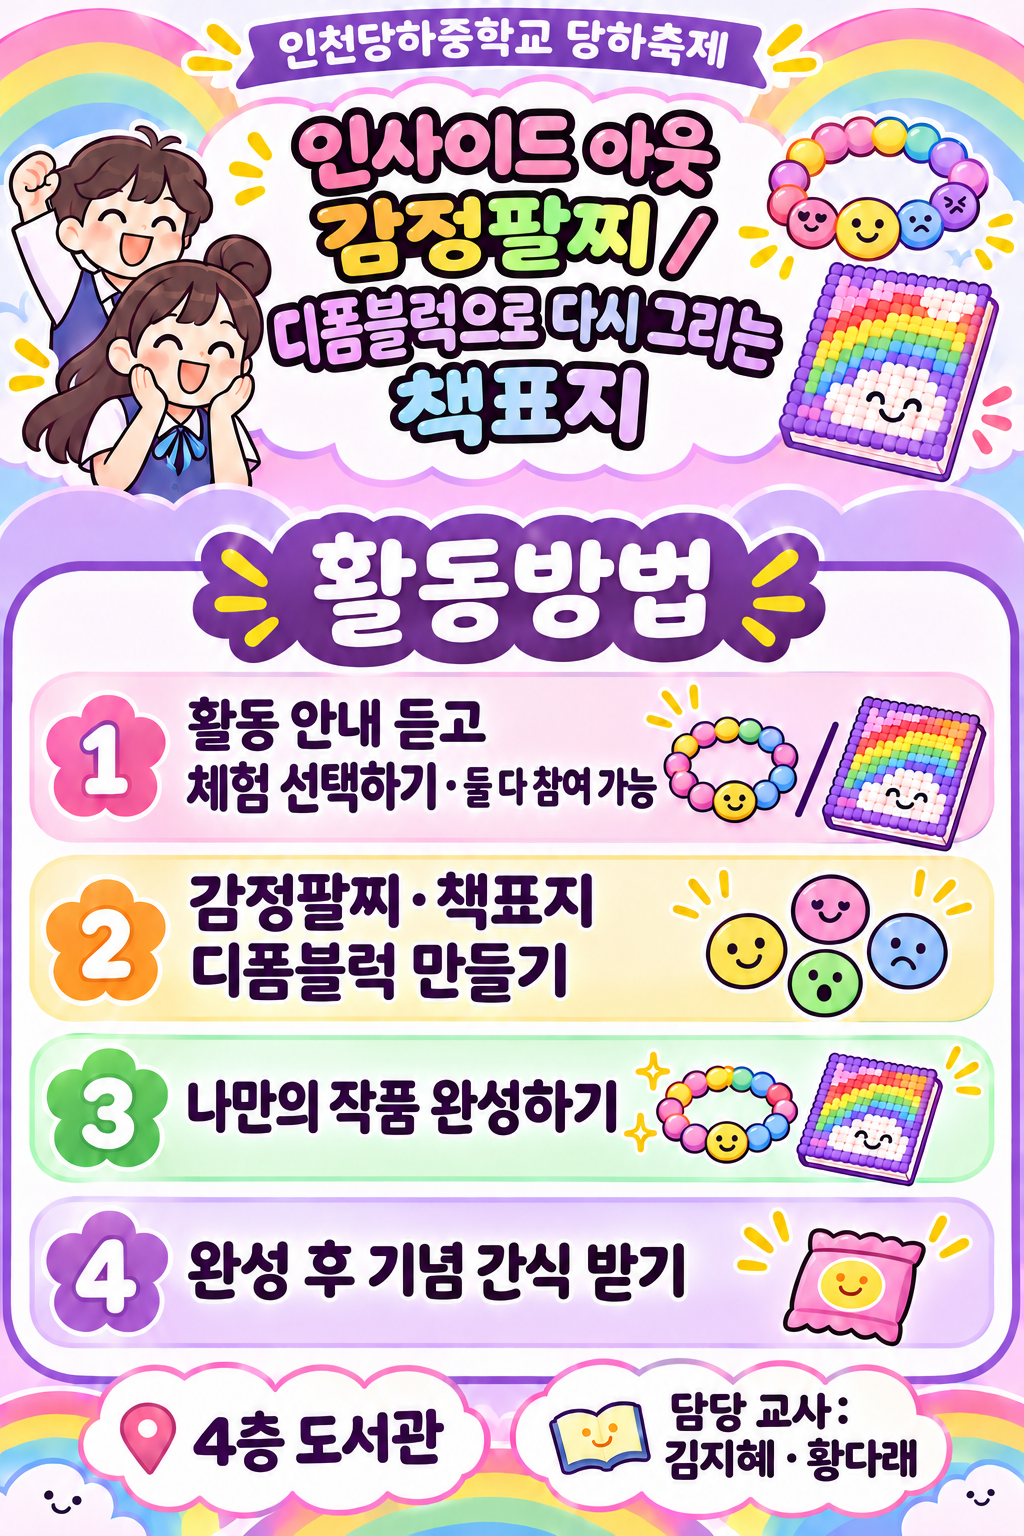 인천당하중학교 당하축제
인사이드 아웃
감정팔찌 /
디폼블럭으로 다시 그리는
책표지
활동방법
1
활동 안내 듣고
체험 선택하기 · 둘 다 참여 가능
2
감정팔찌 · 책표지
디폼블럭 만들기
3
나만의 작품 완성하기
4
완성 후 기념 간식 받기
4층 도서관
담당 교사 :
김지혜 · 황다래